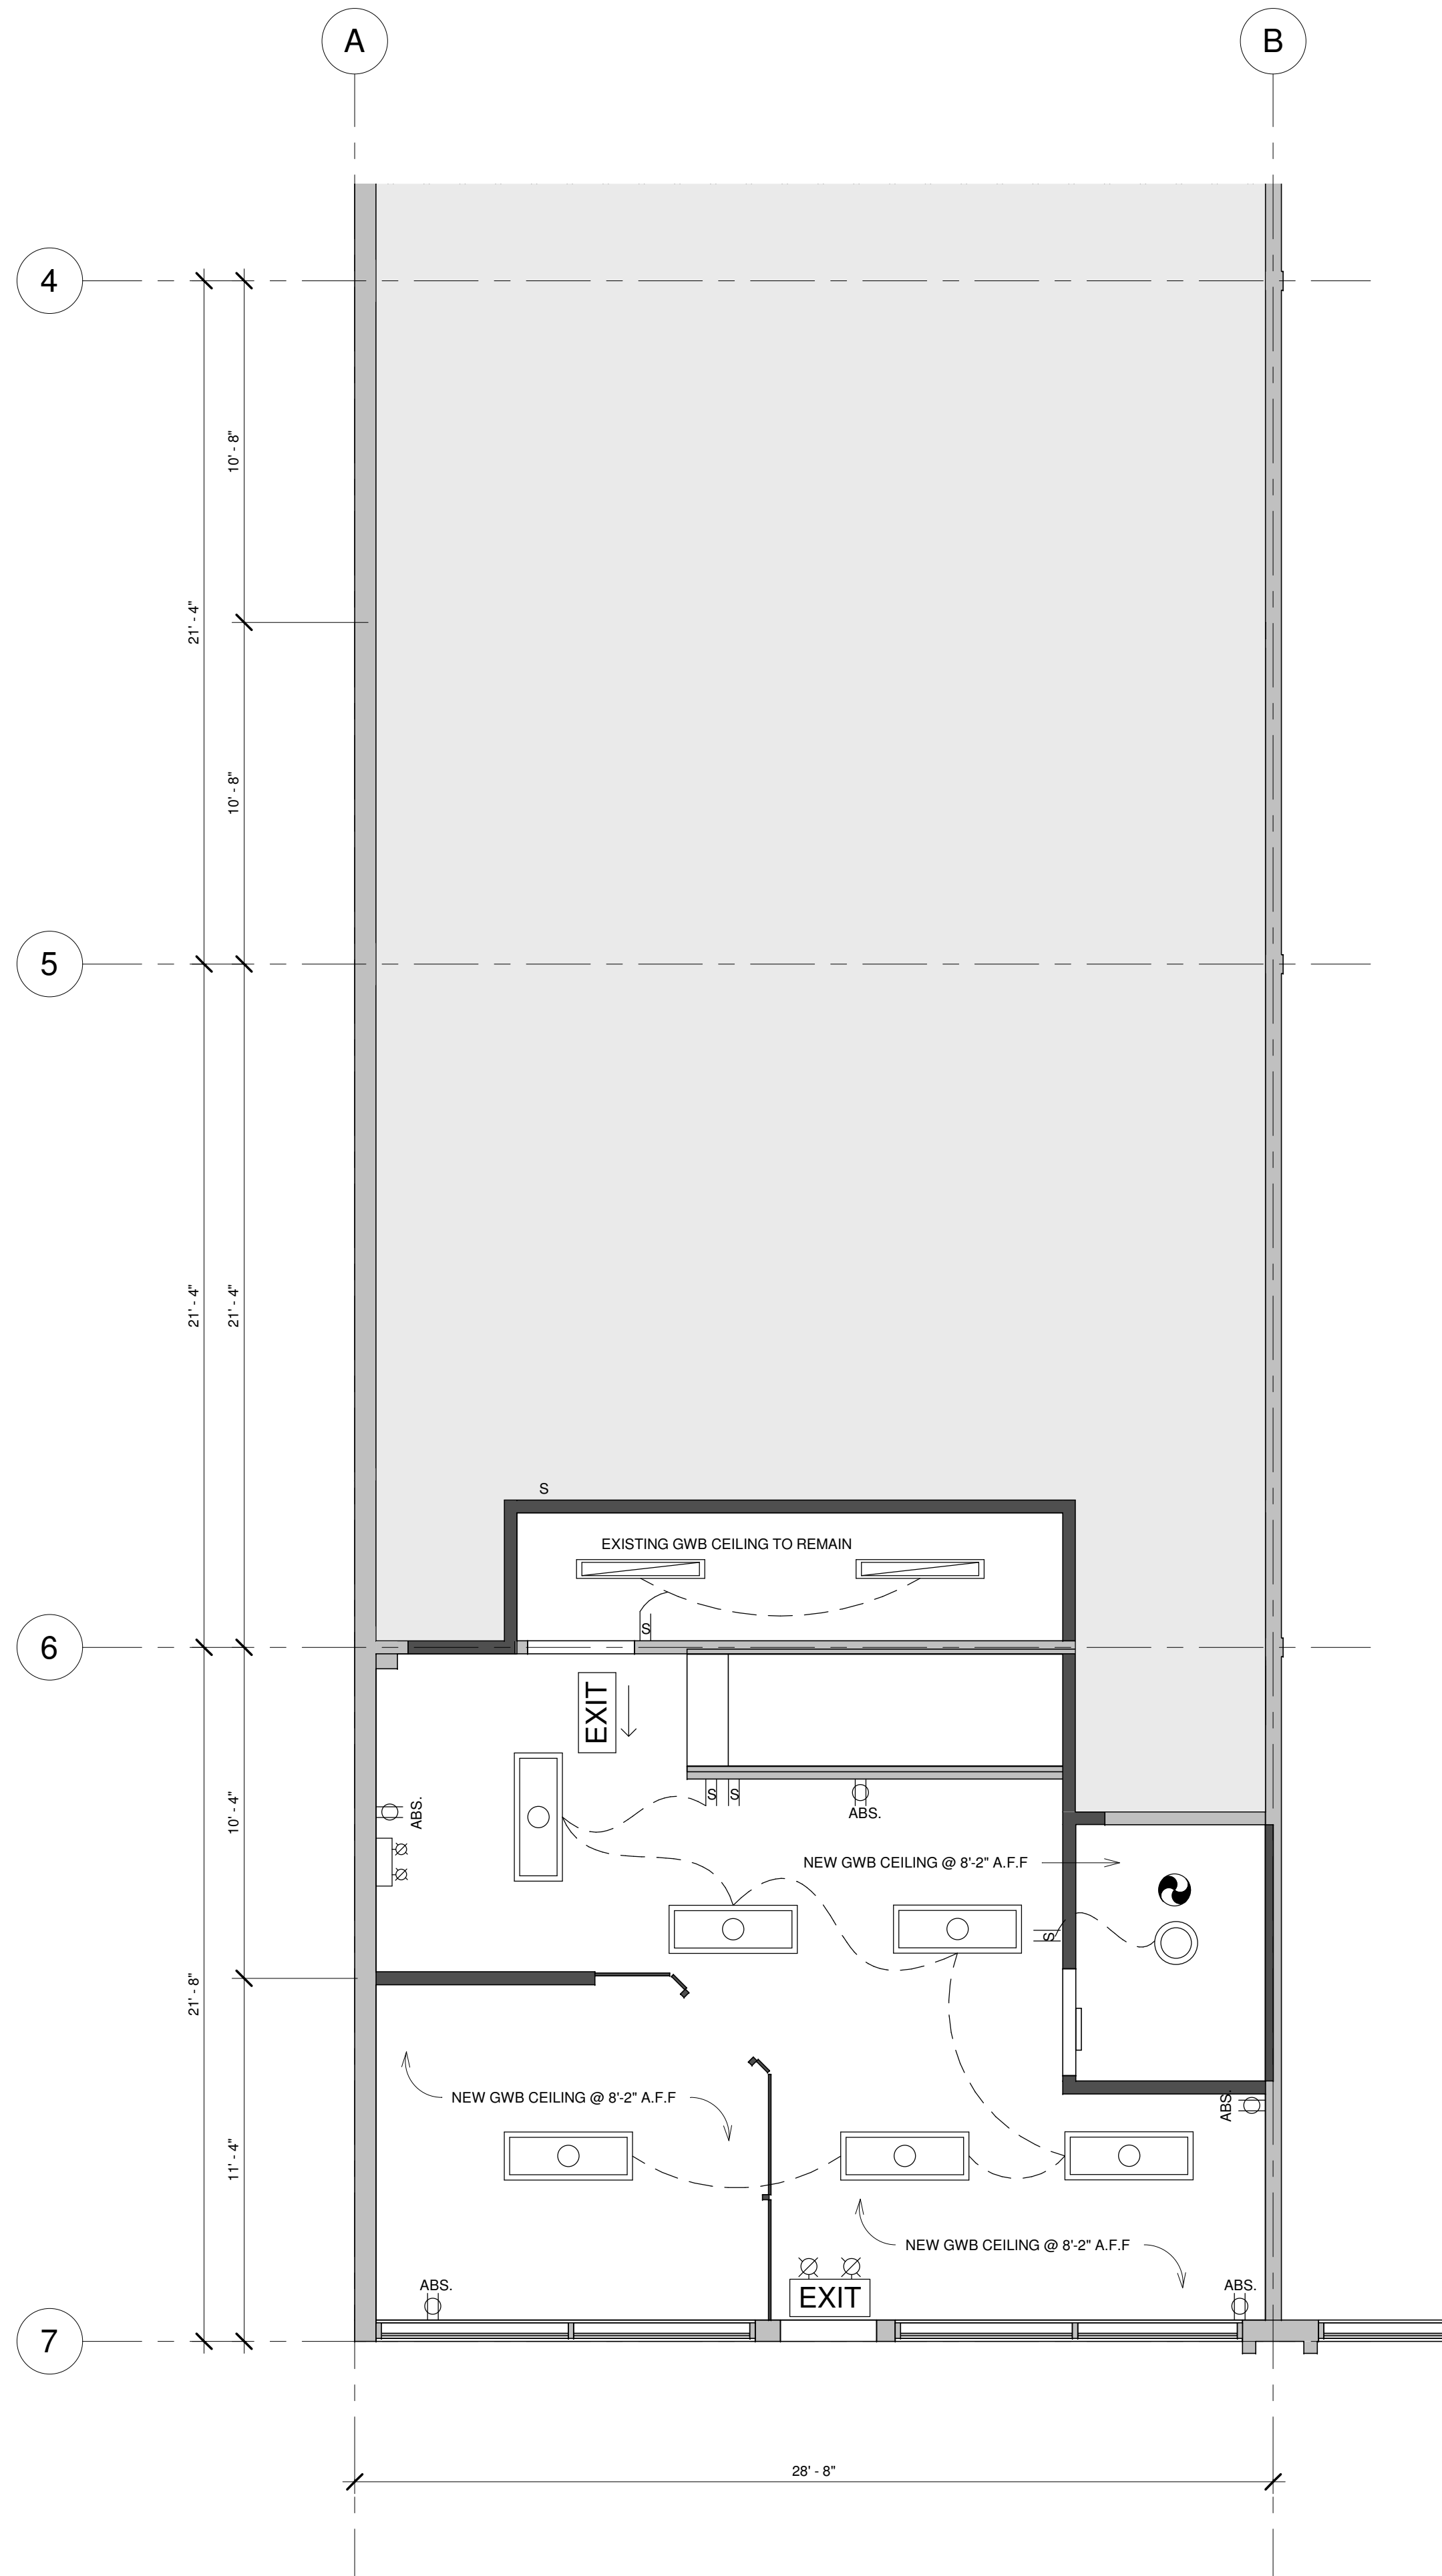 A
B
4
10' - 8"
21' - 4"
10' - 8"
5
21' - 4"
21' - 4"
S
EXISTING GWB CEILING TO REMAIN
S
6
EXIT
S
S
ABS.
ABS.
10' - 4"
NEW GWB CEILING @ 8'-2" A.F.F
S
21' - 8"
NEW GWB CEILING @ 8'-2" A.F.F
ABS.
11' - 4"
NEW GWB CEILING @ 8'-2" A.F.F
ABS.
ABS.
EXIT
7
28' - 8"